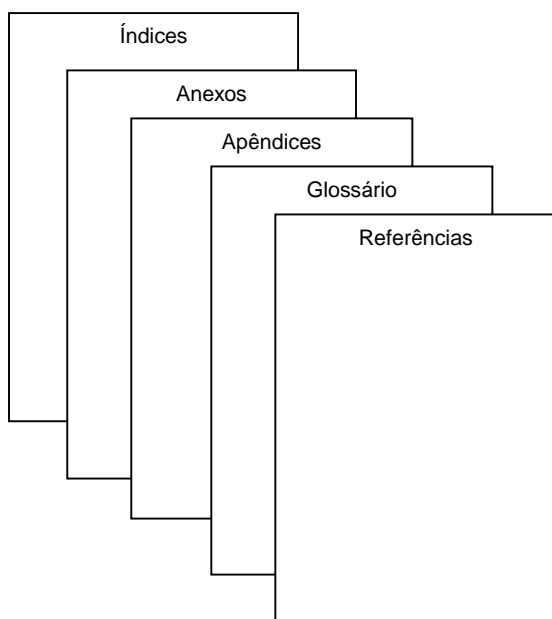 Índices
Anexos
Apêndices
Glossário
Referências